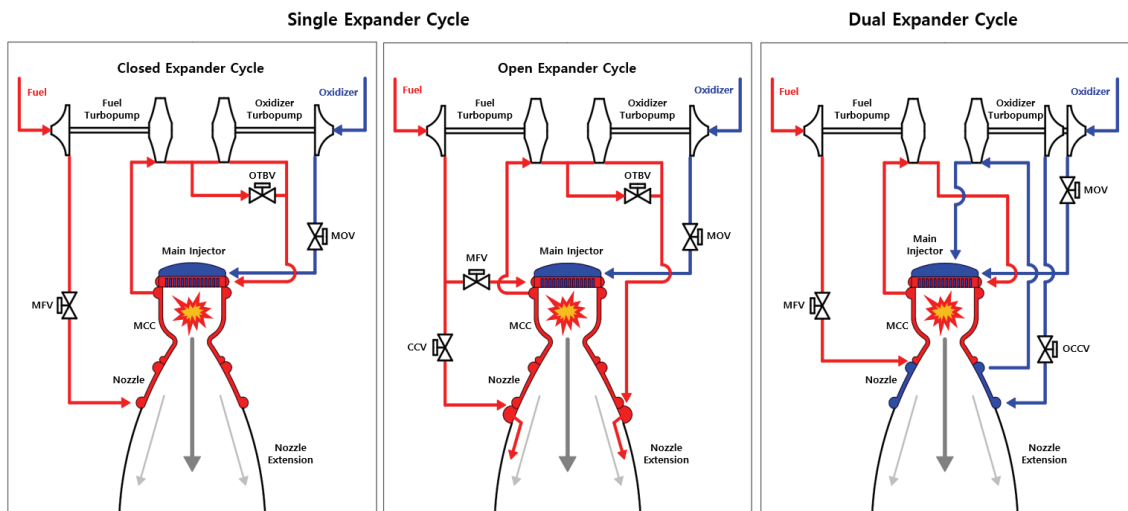 Single Expander Cycle
Dual Expander Cycle
Closed Expander Cycle
Fuel
Oxidizer
Fuel
Turbopump
Oxidizer
Turbopump
OTBV
MOV
Main Injector
MFV
MCC
Nozzle
Nozzle
Extension
Open Expander Cycle
Fuel
Oxidizer
Fuel
Turbopump
Oxidizer
Turbopump
OTBV
MOV
MFV
Main Injector
CCV
MCC
Nozzle
Nozzle
Extension
Fuel
Oxidizer
Fuel
Turbopump
Oxidizer
Turbopump
MOV
Main
Injector
MFV
MCC
OCCV
Nozzle
Nozzle
Extension